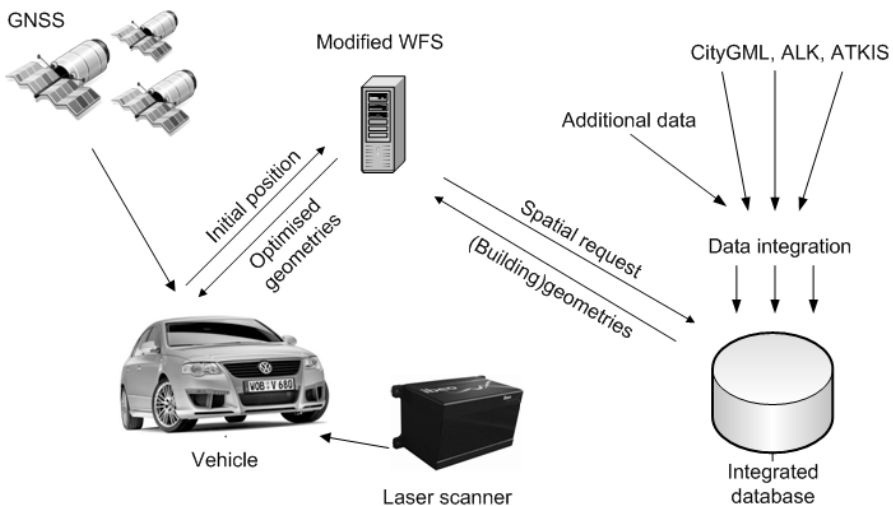 GNSS
Modified WFS
CityGML, ALK, ATKIS
Additional data
Initial position
Optimised
geometries
Spatial request
(Building)geometries
Data integration
WOB V 680
ibeo
Vehicle
Laser scanner
Integrated
database